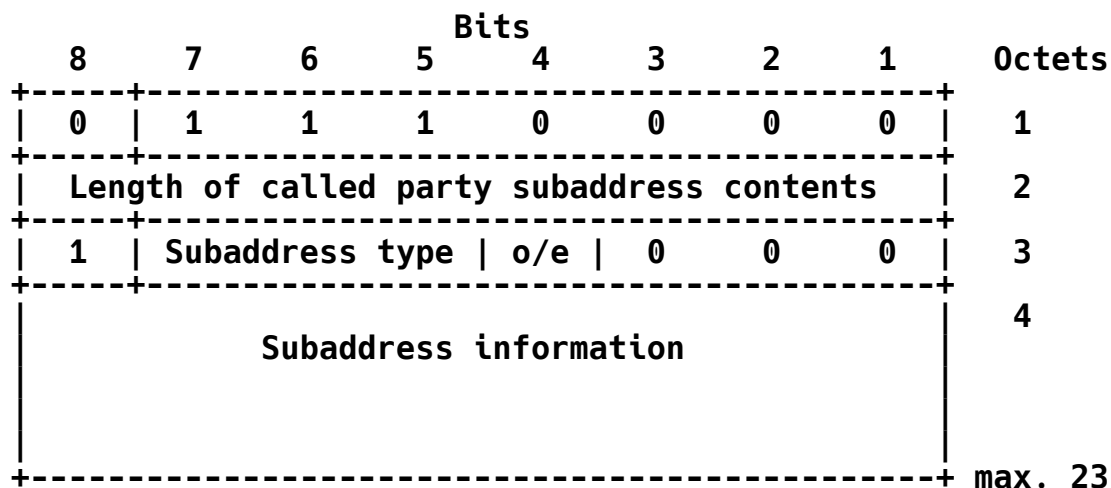 Bits
8 7 6 5 4 3 2 1 Octets
+-----+-----------------------------------------+
| 0 | 1 1 1 0 0 0 0 | 1
+-----+-----------------------------------------+
| Length of called party subaddress contents | 2
+-----+-----------------------------------------+
| 1 | Subaddress type | o/e | 0 0 0 | 3
+-----+-----------------------------------------+
| | 4
| Subaddress information |
| |
| |
| |
+-----------------------------------------------+ max. 23